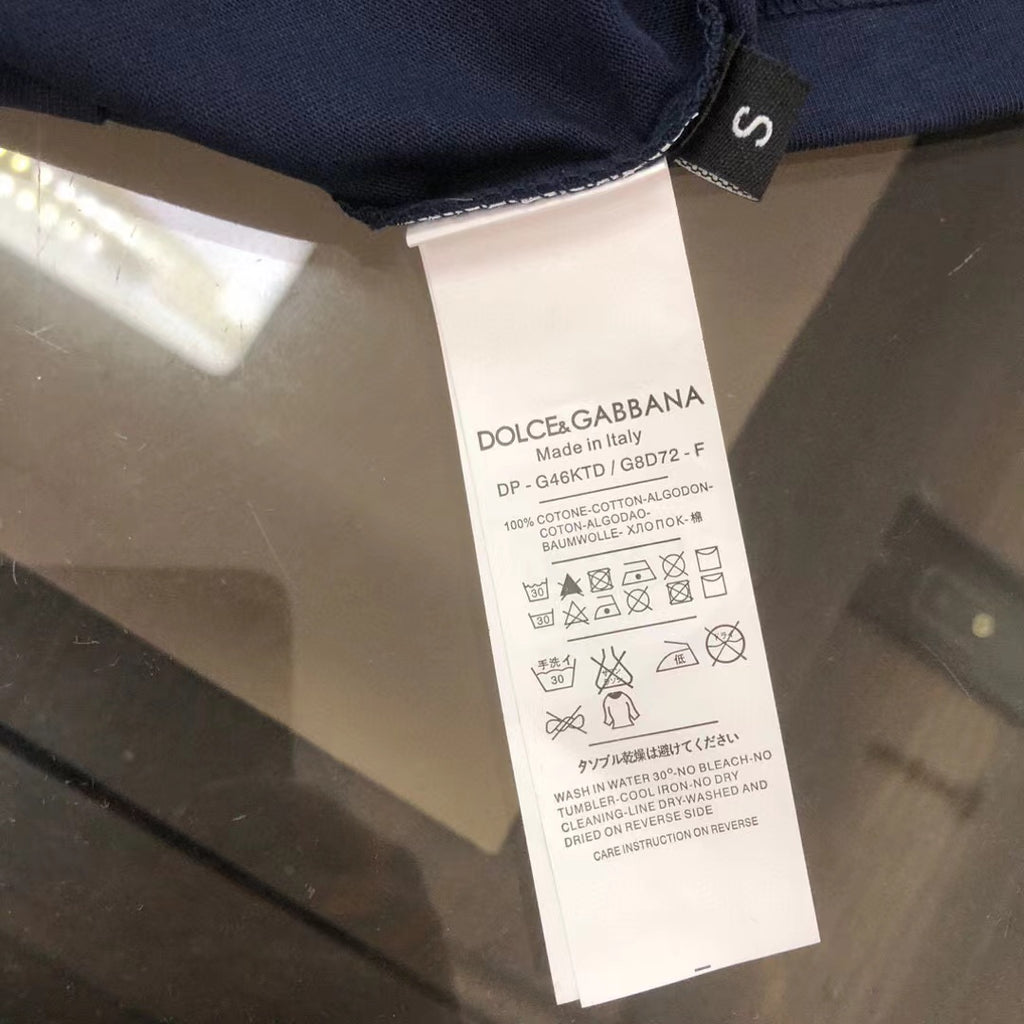 S
DOLCE&GABBANA
Made in Italy
DP - G46KTD / G8D72 - F
100% COTONE-COTTON-ALGODON-
COTON-ALGODAO-
BAUMWOLLE- ХЛОПОК- 棉
30
30
手洗イ
30
低
タソブル乾燥は避けてください
WASH IN WATER 30º-NO BLEACH-NO
TUMBLER-COOL IRON-NO DRY
CLEANING-LINE DRY-WASHED AND
DRIED ON REVERSE SIDE
CARE INSTRUCTION ON REVERSE